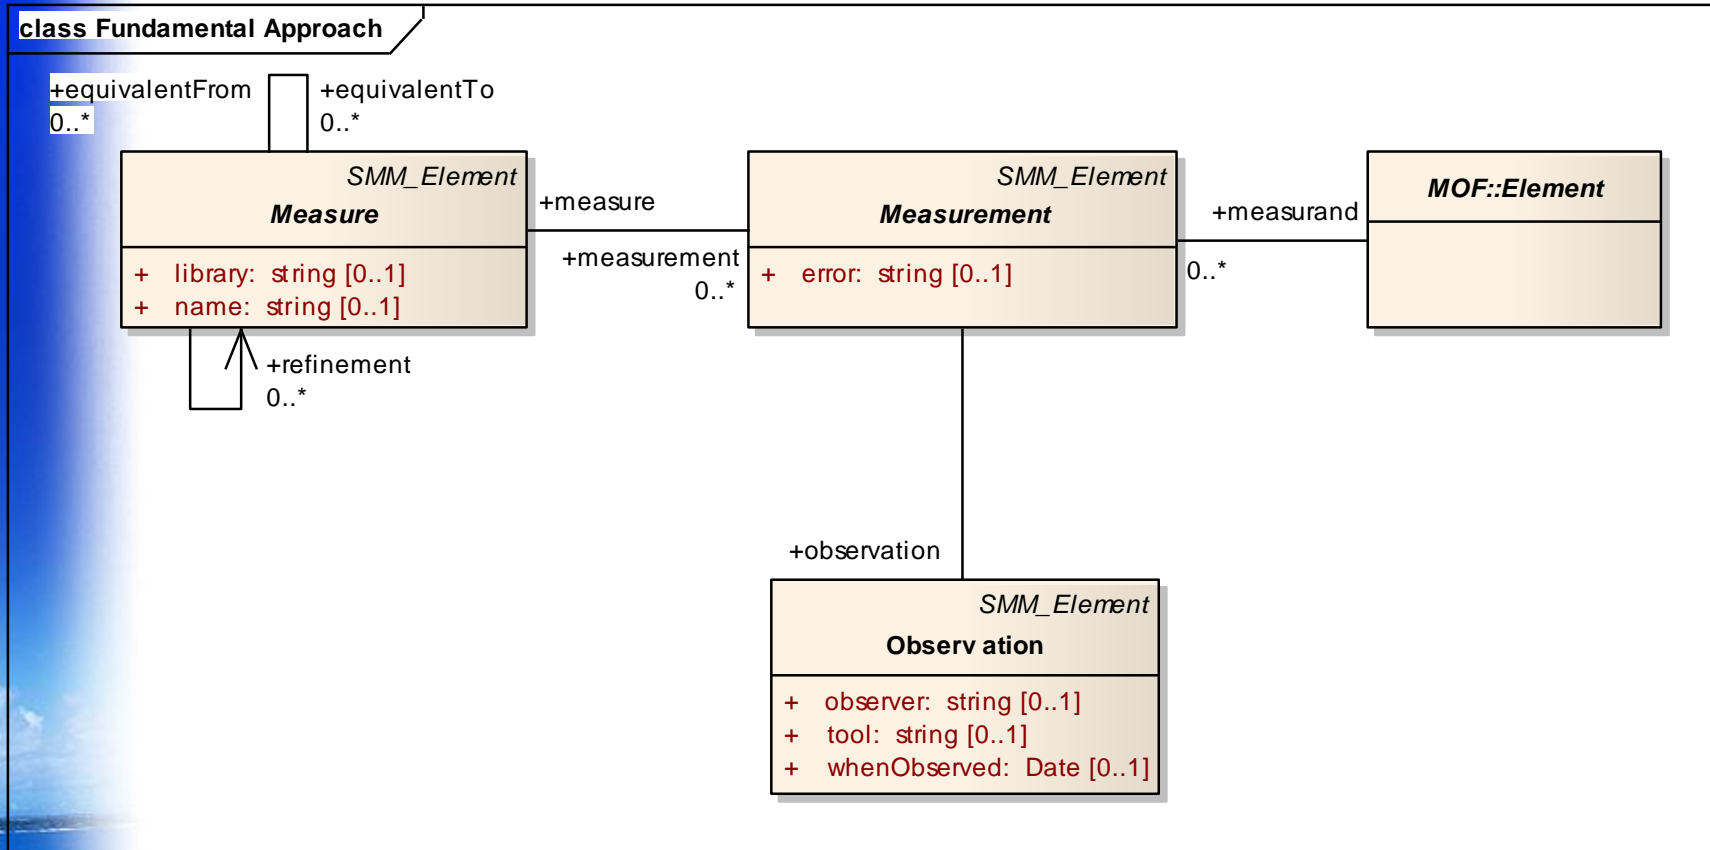 class Fundamental Approach
+equivalentFrom
0..*
+equivalentTo
0..*
SMM_Element
Measure
+ library: string [0..1]
+ name: string [0..1]
+refinement
0..*
+measure
+measurement
0..*
SMM_Element
Measurement
+ error: string [0..1]
+measurand
0..*
MOF::Element
+observation
SMM_Element
Observ ation
+ observer: string [0..1]
+ tool: string [0..1]
+ whenObserved: Date [0..1]